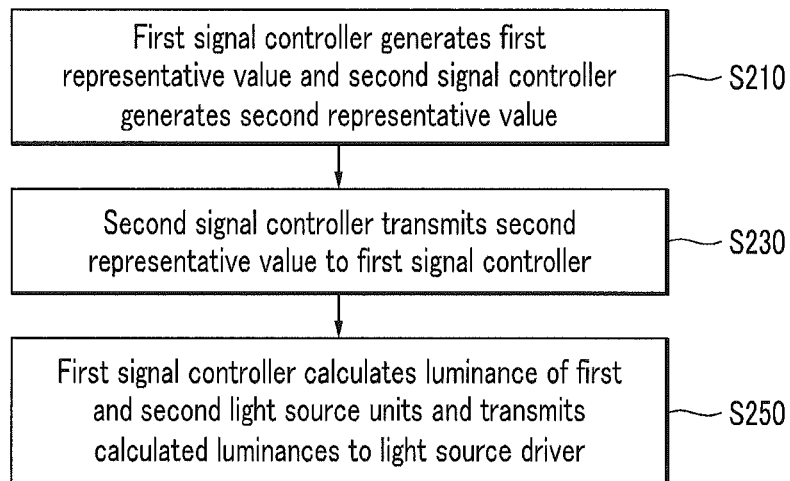 First signal controller generates first
representative value and second signal controller
generates second representative value
S210
Second signal controller transmits second
representative value to first signal controller
S230
First signal controller calculates luminance of first
and second light source units and transmits
calculated luminances to light source driver
S250